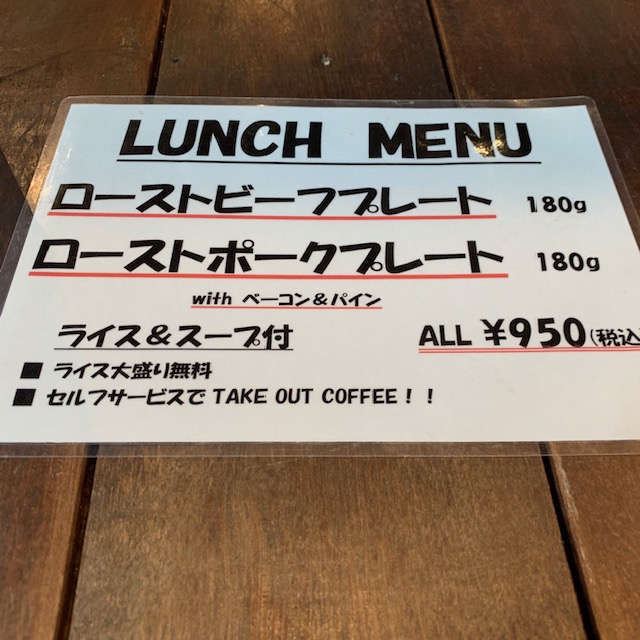 LUNCH MENU
ローストビーフプレート 180g
ローストポークプレート 180g
with ベーコン＆パイン
ライス＆スープ付 ALL ￥950(税込
■ ライス大盛り無料
■ セルフサービスで TAKE OUT COFFEE！！